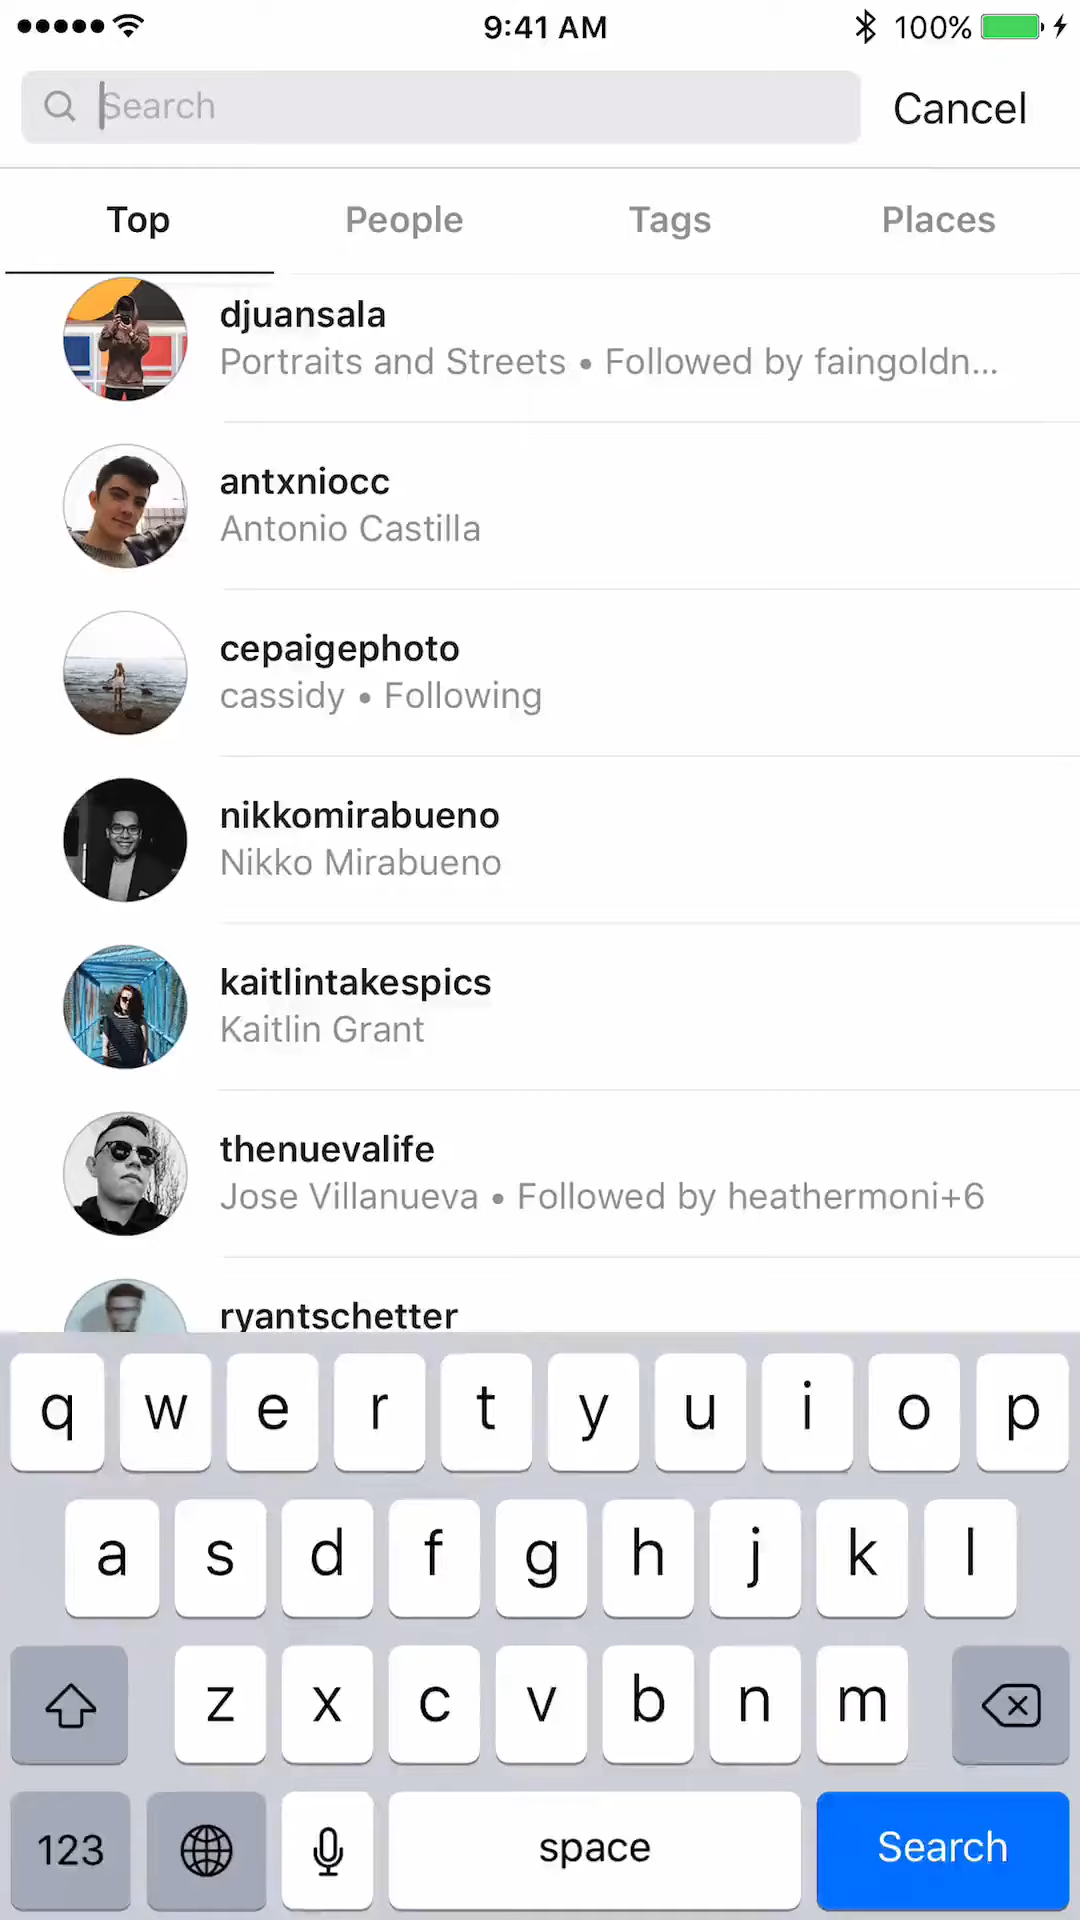 9:41 AM 100%
Search Cancel
Top People Tags Places
djuansala
Portraits and Streets • Followed by faingoldn...
antxniocc
Antonio Castilla
cepaigephoto
cassidy • Following
nikkomirabueno
Nikko Mirabueno
kaitlintakespics
Kaitlin Grant
thenuevalife
Jose Villanueva • Followed by heathermoni+6
ryantschetter
q w e r t y u i o p
a s d f g h j k l
z x c v b n m
123 space Search